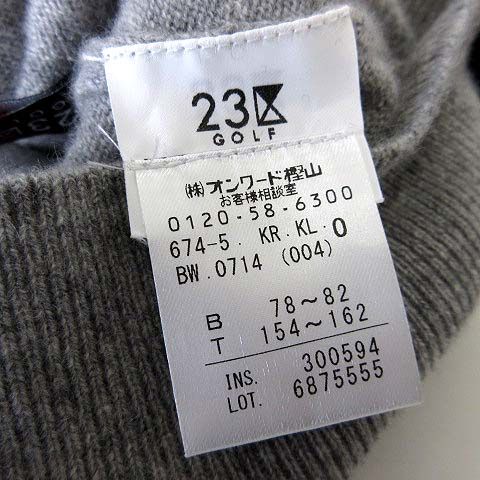 23区
GOLF
(株)オンワード樫山
お客様相談室
0120-58-6300
674-5. KR.KL.0
BW.0714 (004)
B 78~82
T 154~162
INS. 300594
LOT. 6875555